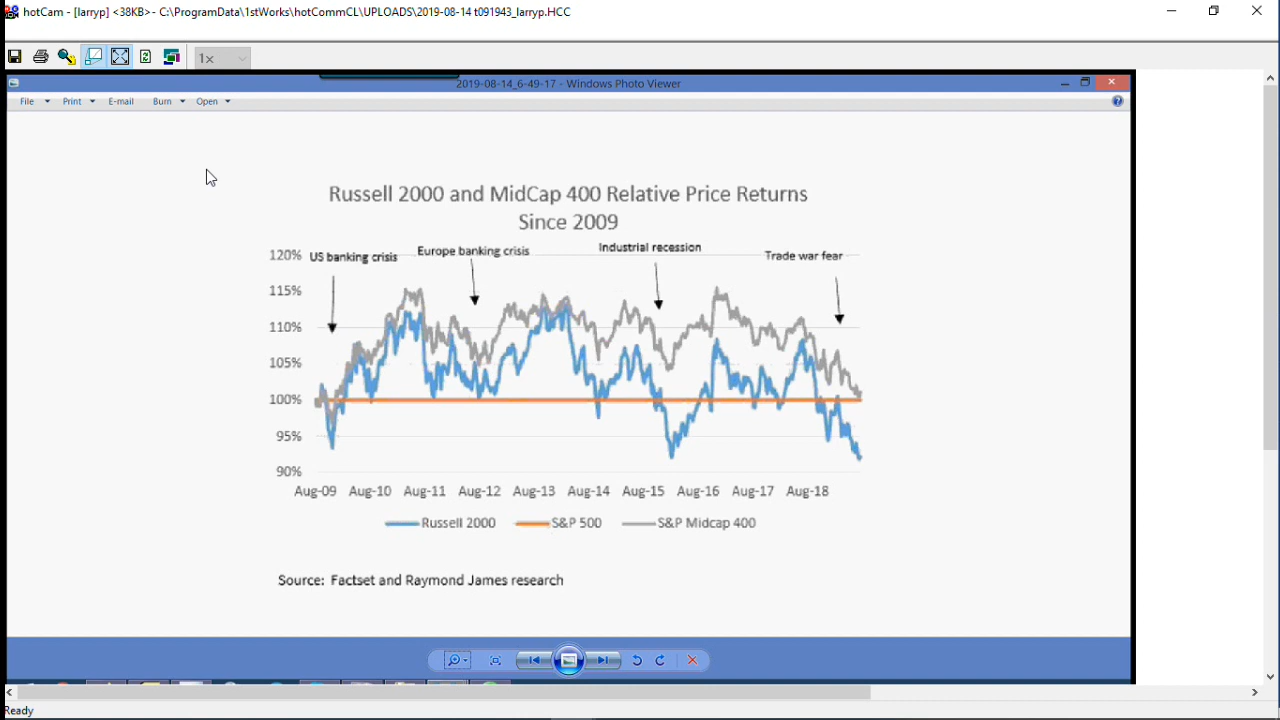 hotCam - [larryp] <38KB>- C:\ProgramData\1stWorks\hotCommCL\UPLOADS\2019-08-14 t091943_larryp.HCC
1x
2019-08-14_6-49-17 - Windows Photo Viewer
File Print E-mail Burn Open
Russell 2000 and MidCap 400 Relative Price Returns
Since 2009
US banking crisis Europe banking crisis Industrial recession Trade war fear
120%
115%
110%
105%
100%
95%
90%
Aug-09 Aug-10 Aug-11 Aug-12 Aug-13 Aug-14 Aug-15 Aug-16 Aug-17 Aug-18
Russell 2000 S&P 500 S&P Midcap 400
Source: Factset and Raymond James research
Ready